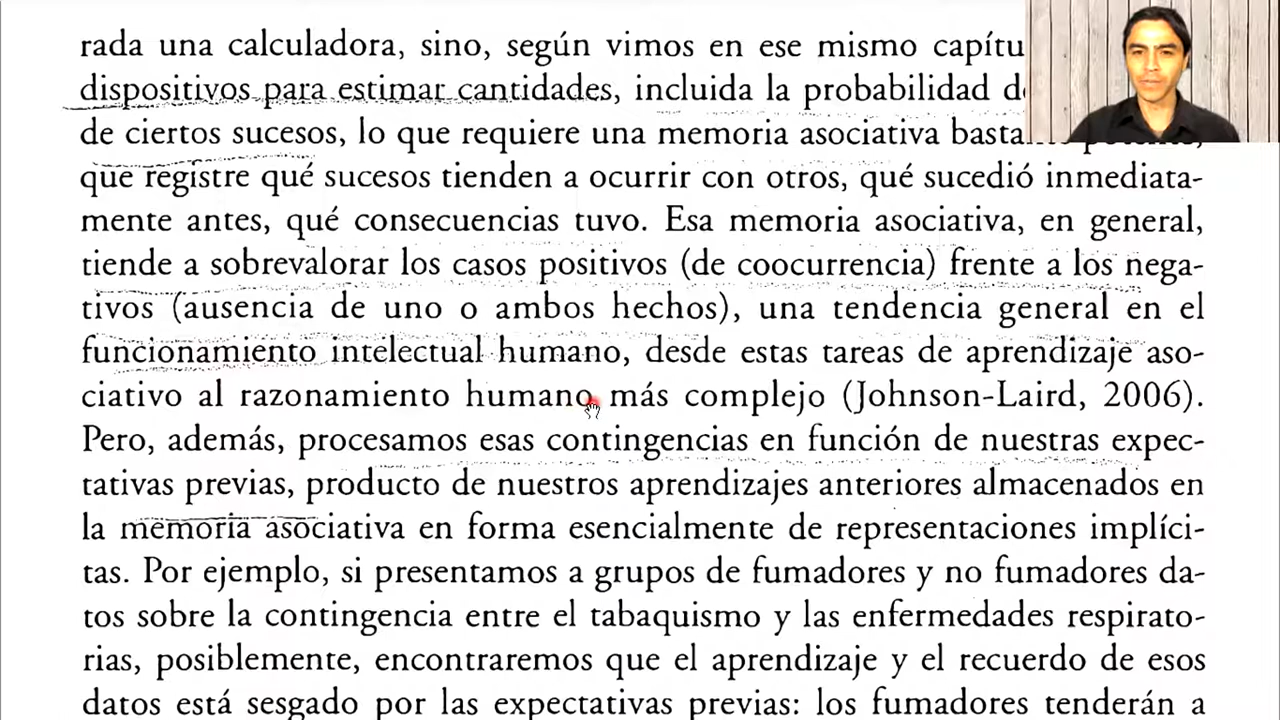 rada una calculadora, sino, según vimos en ese mismo capítu
dispositivos para estimar cantidades, incluida la probabilidad
de ciertos sucesos, lo que requiere una memoria asociativa
que registre qué sucesos tienden a ocurrir con otros, qué sucedió inmediata-
mente antes, qué consecuencias tuvo. Esa memoria asociativa, en general,
tiende a sobrevalorar los casos positivos (de coocurrencia) frente a los nega-
tivos (ausencia de uno o ambos hechos), una tendencia general en el
funcionamiento intelectual humano, desde estas tareas de aprendizaje aso-
ciativo al razonamiento humano más complejo (Johnson-Laird, 2006).
Pero, además, procesamos esas contingencias en función de nuestras expec-
tativas previas, producto de nuestros aprendizajes anteriores almacenados en
la memoria asociativa en forma esencialmente de representaciones implíci-
tas. Por ejemplo, si presentamos a grupos de fumadores y no fumadores da-
tos sobre la contingencia entre el tabaquismo y las enfermedades respirato-
rias, posiblemente, encontraremos que el aprendizaje y el recuerdo de esos
datos está sesgado por las expectativas previas: los fumadores tenderán a